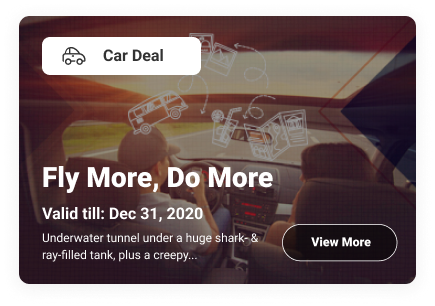 Car Deal
Fly More, Do More
Valid till: Dec 31, 2020
Underwater tunnel under a huge shark- &
ray-filled tank, plus a creepy...
View More